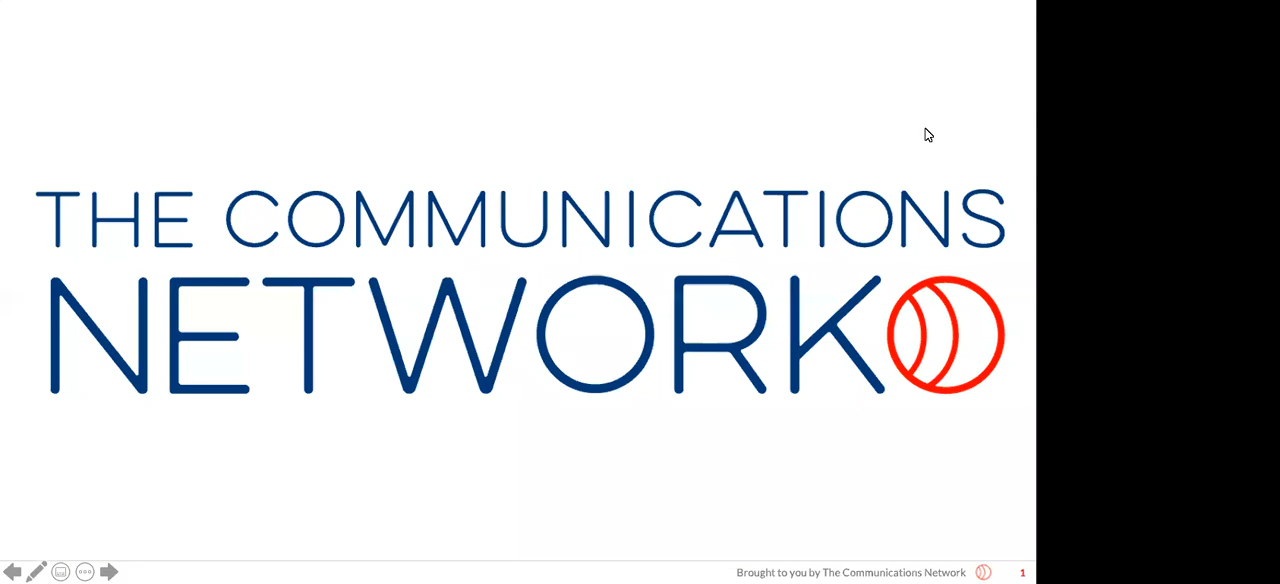 THE COMMUNICATIONS
NETWORK
Brought to you by The Communications Network
1